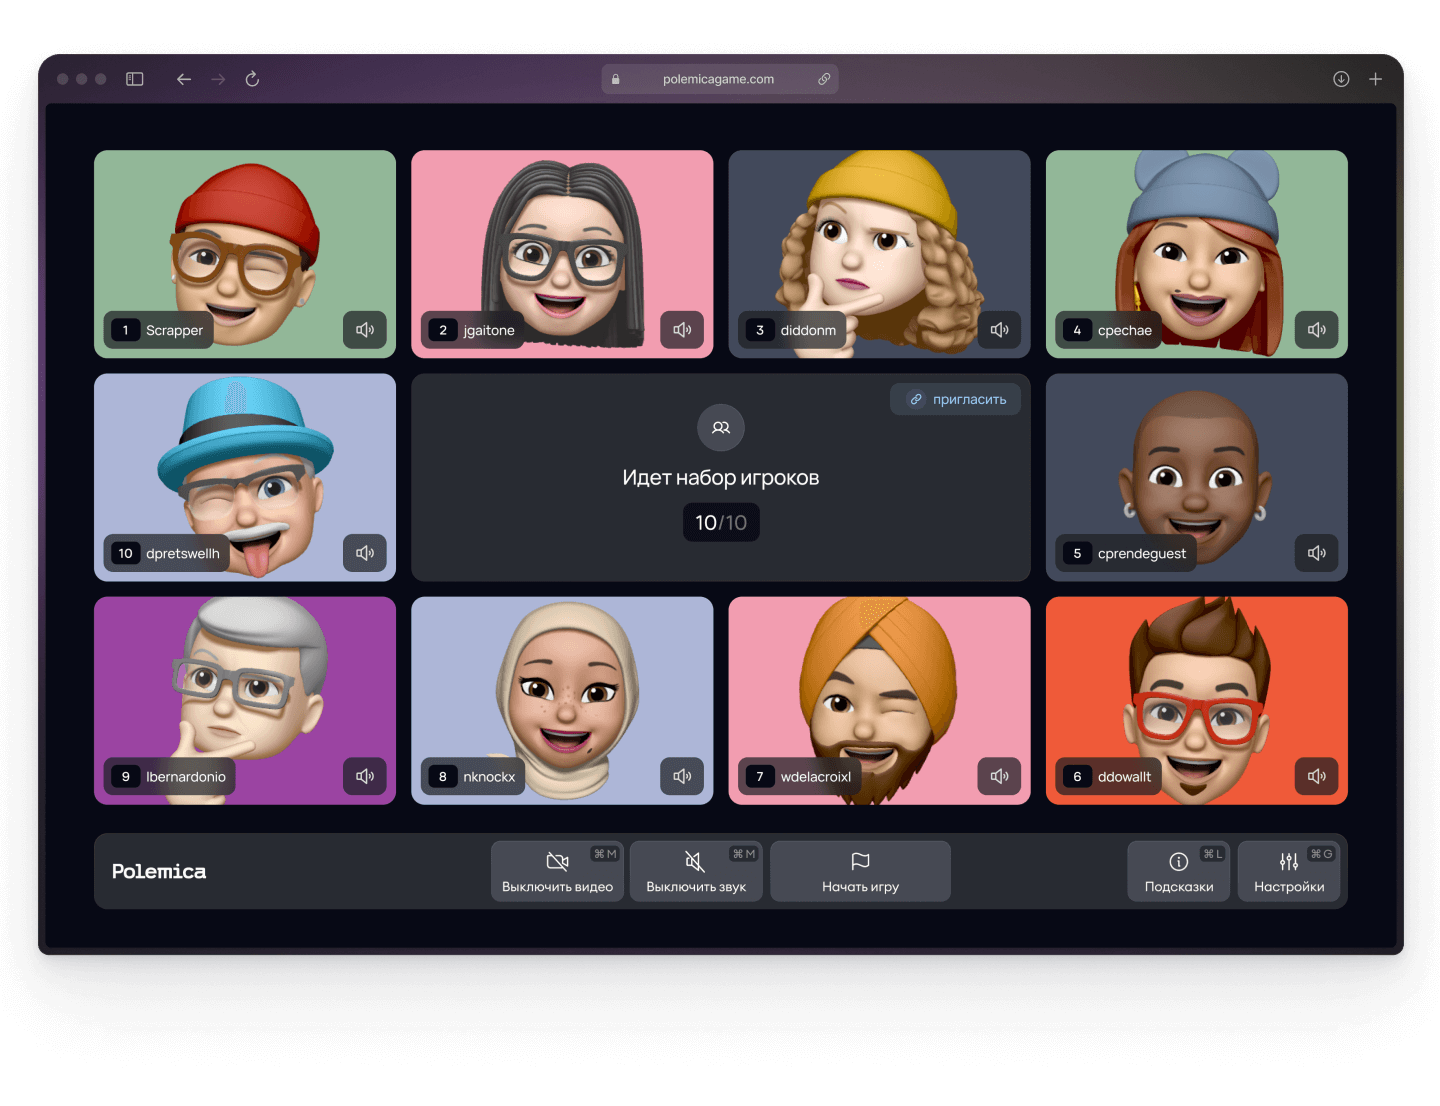 polemicagame.com
1 Scrapper
2 jgaitone
3 diddonm
4 cpechae
10 dpretswellh
пригласить
Идет набор игроков
10/10
5 cprendeguest
9 lbernardonio
8 nknockx
7 wdelacroixl
6 ddowallt
Polemica
⌘ M
Выключить видео
⌘ M
Выключить звук
Начать игру
⌘ L
Подсказки
⌘ G
Настройки